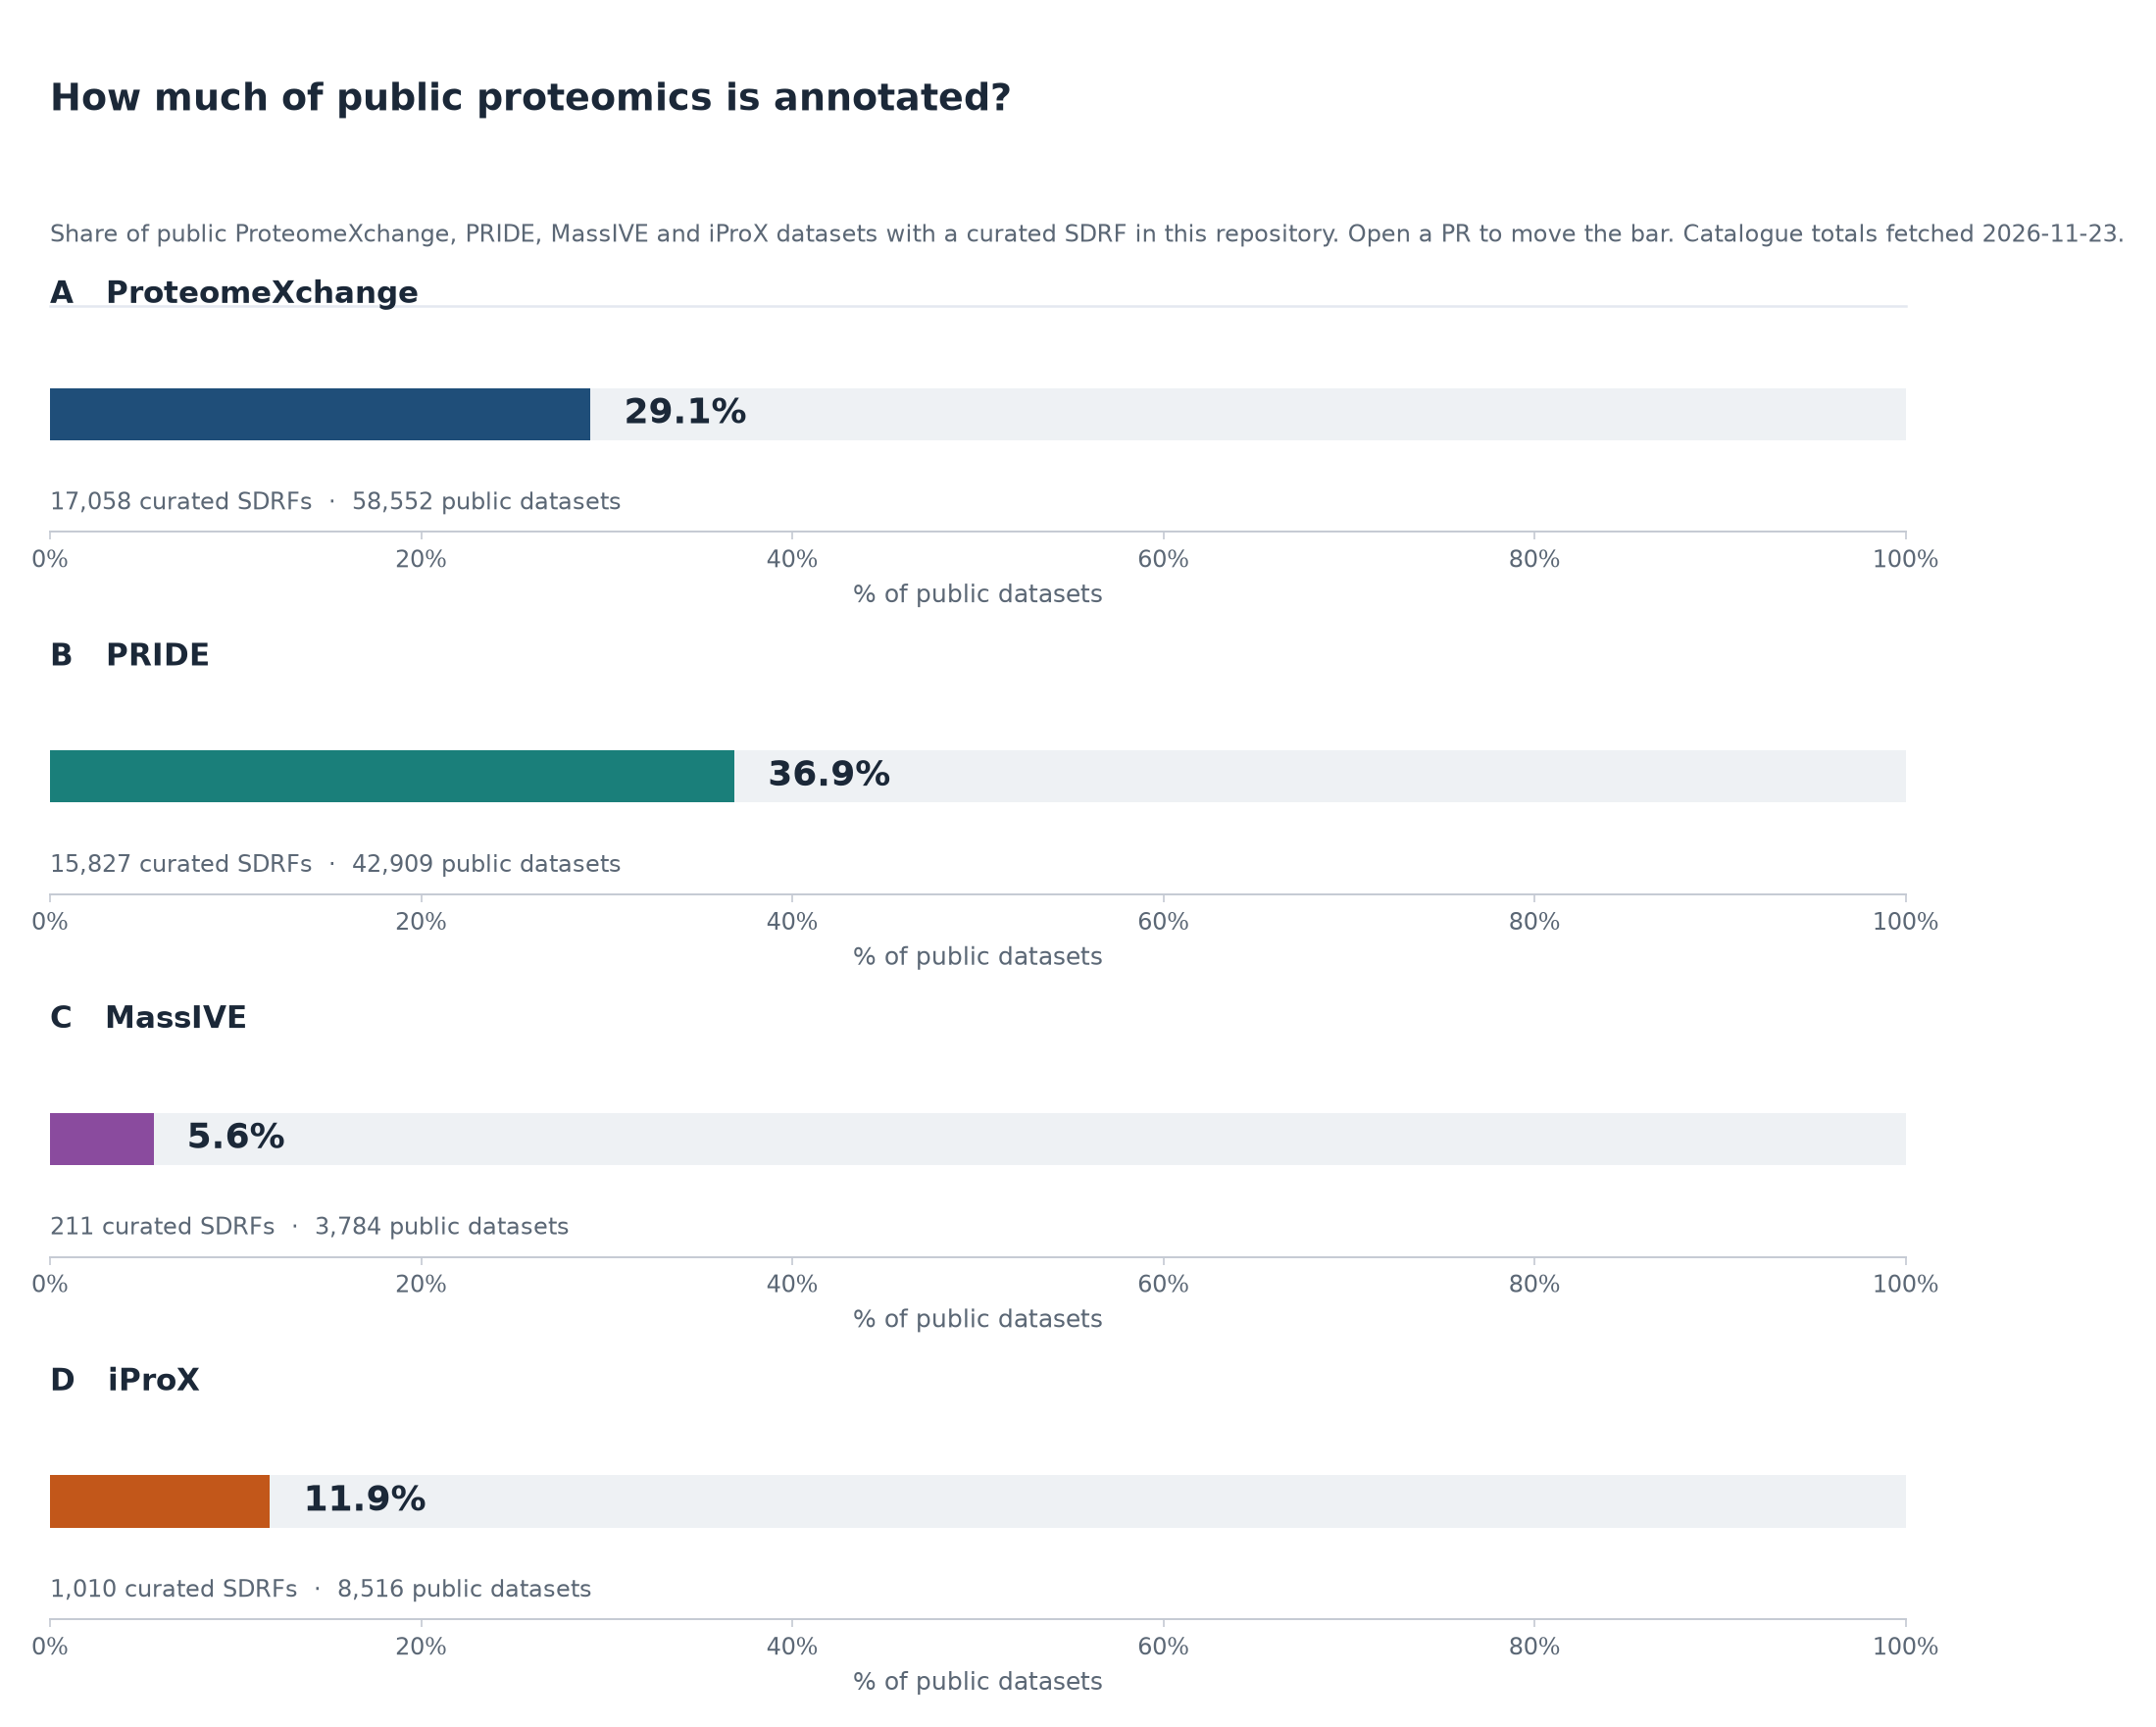 How much of public proteomics is annotated?
Share of public ProteomeXchange, PRIDE, MassIVE and iProX datasets with a curated SDRF in this repository. Open a PR to move the bar. Catalogue totals fetched 2026-11-23.
A ProteomeXchange
29.1%
17,058 curated SDRFs · 58,552 public datasets
0% 20% 40% 60% 80% 100%
% of public datasets
B PRIDE
36.9%
15,827 curated SDRFs · 42,909 public datasets
0% 20% 40% 60% 80% 100%
% of public datasets
C MassIVE
5.6%
211 curated SDRFs · 3,784 public datasets
0% 20% 40% 60% 80% 100%
% of public datasets
D iProX
11.9%
1,010 curated SDRFs · 8,516 public datasets
0% 20% 40% 60% 80% 100%
% of public datasets